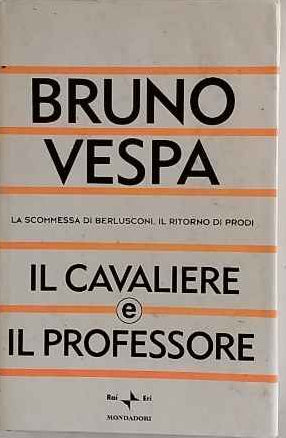 BRUNO
VESPA
LA SCOMMESSA DI BERLUSCONI, IL RITORNO DI PRODI
IL CAVALIERE
e
IL PROFESSORE
Rai Eri
MONDADORI